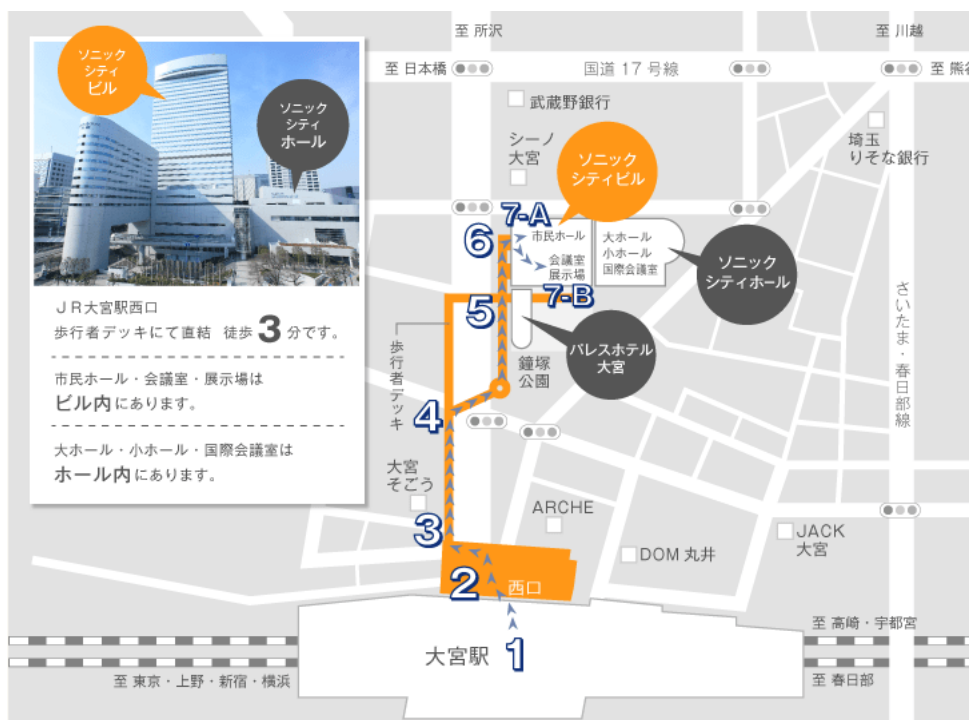 ソニック
シティ
ビル
ソニック
シティ
ホール
JR大宮駅西口
歩行者デッキにて直結 徒歩3分です。
市民ホール・会議室・展示場は
ビル内にあります。
大ホール・小ホール・国際会議室は
ホール内にあります。
至 所沢
至 川越
至 日本橋
国道17号線
至 熊谷
武蔵野銀行
シーノ
大宮
ソニック
シティビル
埼玉
りそな銀行
7-A
6
市民ホール
会議室
展示場
大ホール
小ホール
国際会議室
ソニック
シティホール
7-B
5
歩行者デッキ
パレスホテル
大宮
鐘塚
公園
さいたま・春日部線
4
大宮
そごう
3
ARCHE
DOM 丸井
JACK
大宮
2
西口
1
大宮駅
至 高崎・宇都宮
至 東京・上野・新宿・横浜
至 春日部